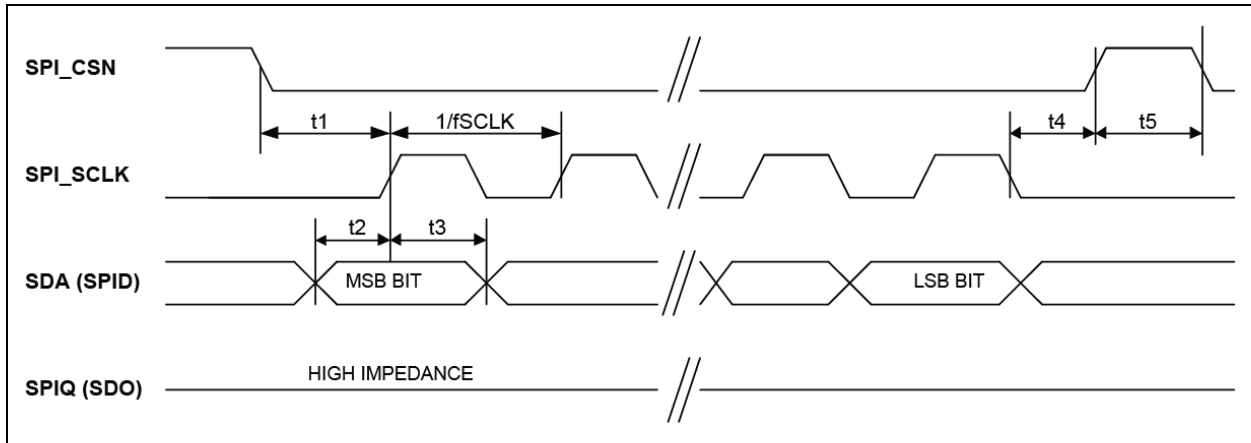 SPI_CSN
t1
1/fSCLK
t4
t5
SPI_SCLK
t2
t3
SDA (SPID)
MSB BIT
LSB BIT
HIGH IMPEDANCE
SPIQ (SDO)